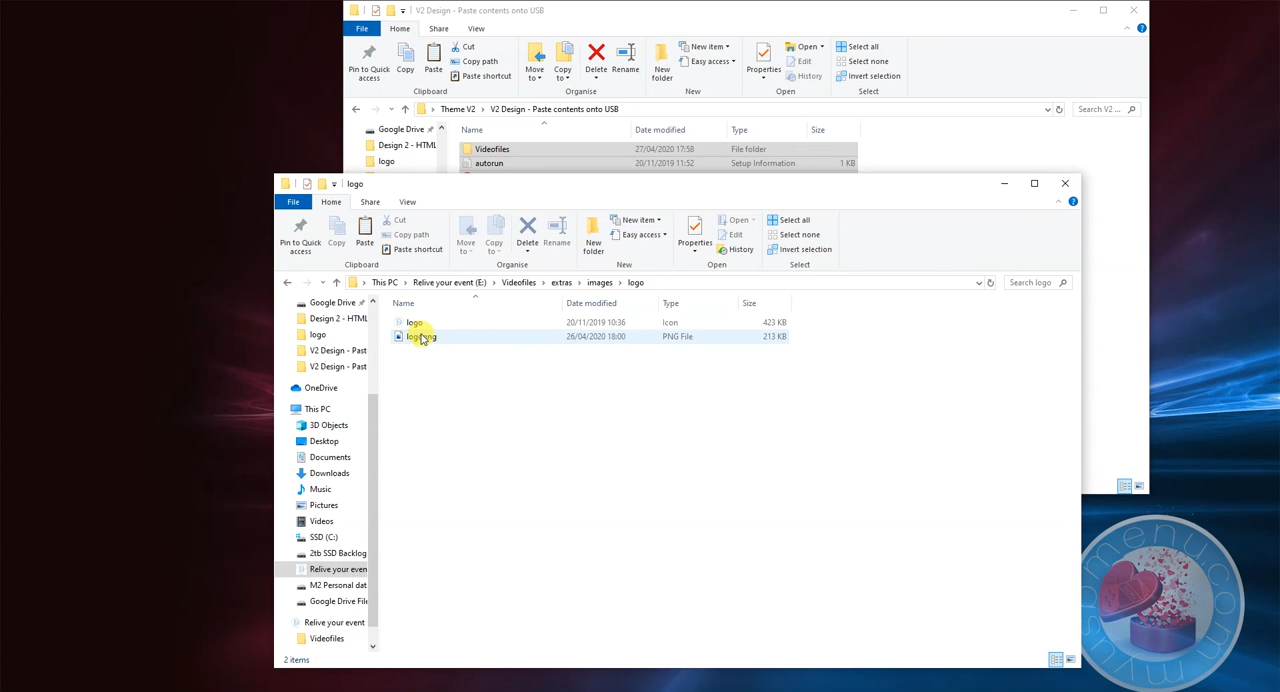 V2 Design - Paste contents onto USB
File Home Share View
Pin to Quick access
Copy
Paste
Cut
Copy path
Paste shortcut
Move to
Copy to
Delete
Rename
New folder
New item
Easy access
Properties
Open
Edit
History
Select all
Select none
Invert selection
Clipboard Organise New Open Select
Theme V2 › V2 Design - Paste contents onto USB
Search V2 ...
Google Drive
Design 2 - HTML
logo
Name Date modified Type Size
Videofiles 27/04/2020 17:58 File folder
autorun 20/11/2019 11:52 Setup Information 1 KB
logo
File Home Share View
Pin to Quick access
Copy
Paste
Cut
Copy path
Paste shortcut
Move to
Copy to
Delete
Rename
New folder
New item
Easy access
Properties
Open
Edit
History
Select all
Select none
Invert selection
Clipboard Organise New Open Select
This PC › Relive your event (E:) › Videofiles › extras › images › logo
Search logo
Google Drive
Design 2 - HTML
logo
V2 Design - Past
V2 Design - Past
OneDrive
This PC
3D Objects
Desktop
Documents
Downloads
Music
Pictures
Videos
SSD (C:)
2tb SSD Backlog
Relive your even
M2 Personal dat
Google Drive File
Relive your event
Videofiles
Name Date modified Type Size
logo 20/11/2019 10:36 Icon 423 KB
26/04/2020 18:00 PNG File 213 KB
2 items
myusbmenu.com